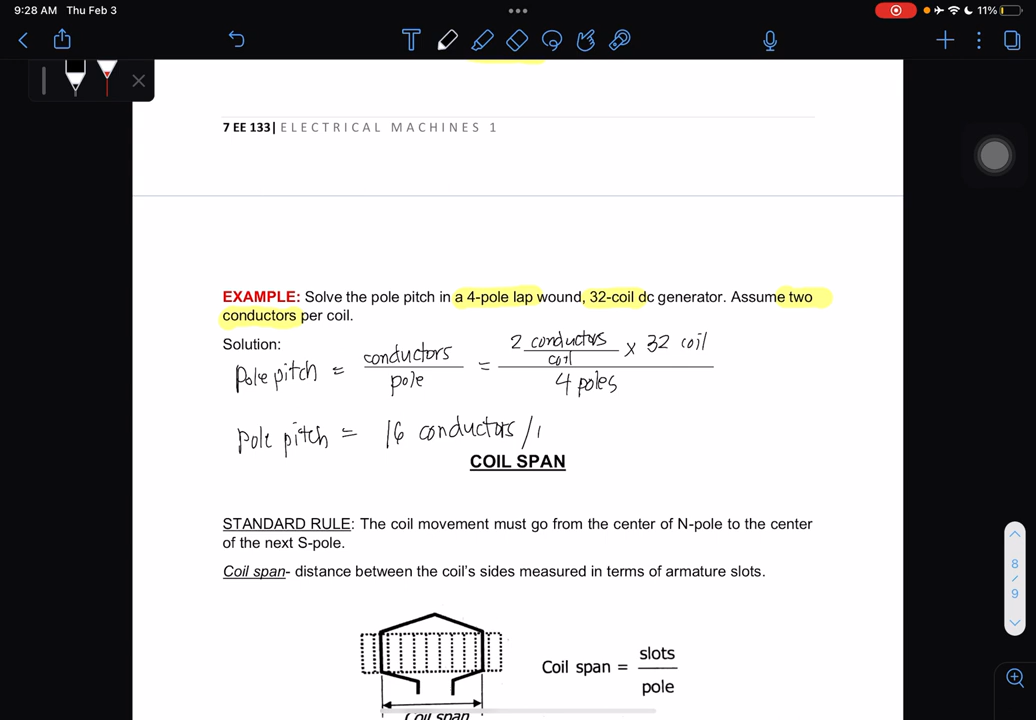 9:28 AM Thu Feb 3
11%
7 EE 133| ELECTRICAL MACHINES 1
EXAMPLE: Solve the pole pitch in a 4-pole lap wound, 32-coil dc generator. Assume two
conductors per coil.
Solution:
Pole pitch = conductors / pole = 2 conductors / coil x 32 coil / 4 poles
pole pitch = 16 conductors /
COIL SPAN
STANDARD RULE: The coil movement must go from the center of N-pole to the center
of the next S-pole.
Coil span- distance between the coil's sides measured in terms of armature slots.
Coil span = slots / pole
Coil span
8
/
9